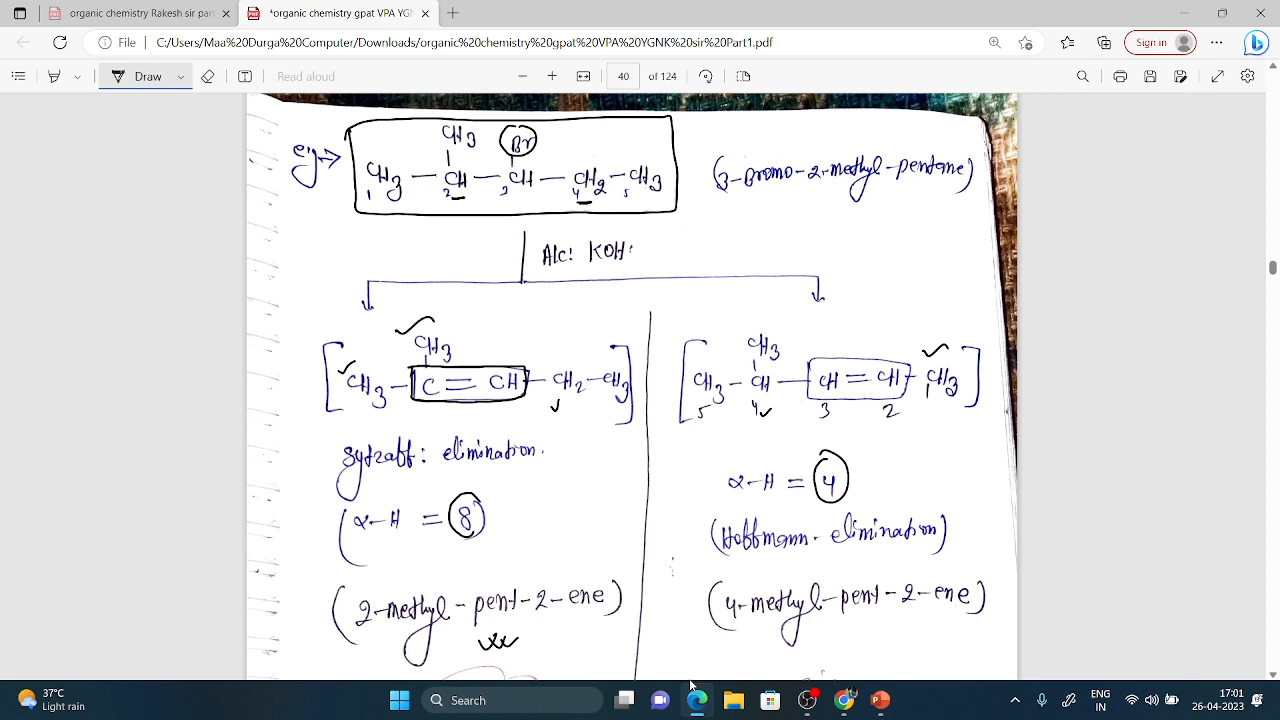 organic chemistry Rakesh sir part
*organic chemistry gpat VPA YGN
File
C:/Users/Maa%20Durga%20Computer/Downloads/organic%20chemistry%20gpat%20VPA%20YGNK%20sir%20Part1.pdf
Sign in
Draw
Read aloud
40 of 124
CH3 Br
eg→ CH3 — CH — CH — CH2 — CH3 (3-Bromo-2-methyl-pentane)
1 2 3 4 5
Alc: KOH:
CH3 CH3
[CH3 — C = CH — CH2 — CH3] [CH3 — CH — CH = CH — CH3]
5 4 3 2 1
Sytzaff: elimination.
α-H = 4
(α-H = 8)
(Hoffmann- elimination)
(2-methyl-pent-2-ene) (4-methyl-pent-2-ene)
37°C
Light rain
Search
ENG
IN
17:01
26-04-2023